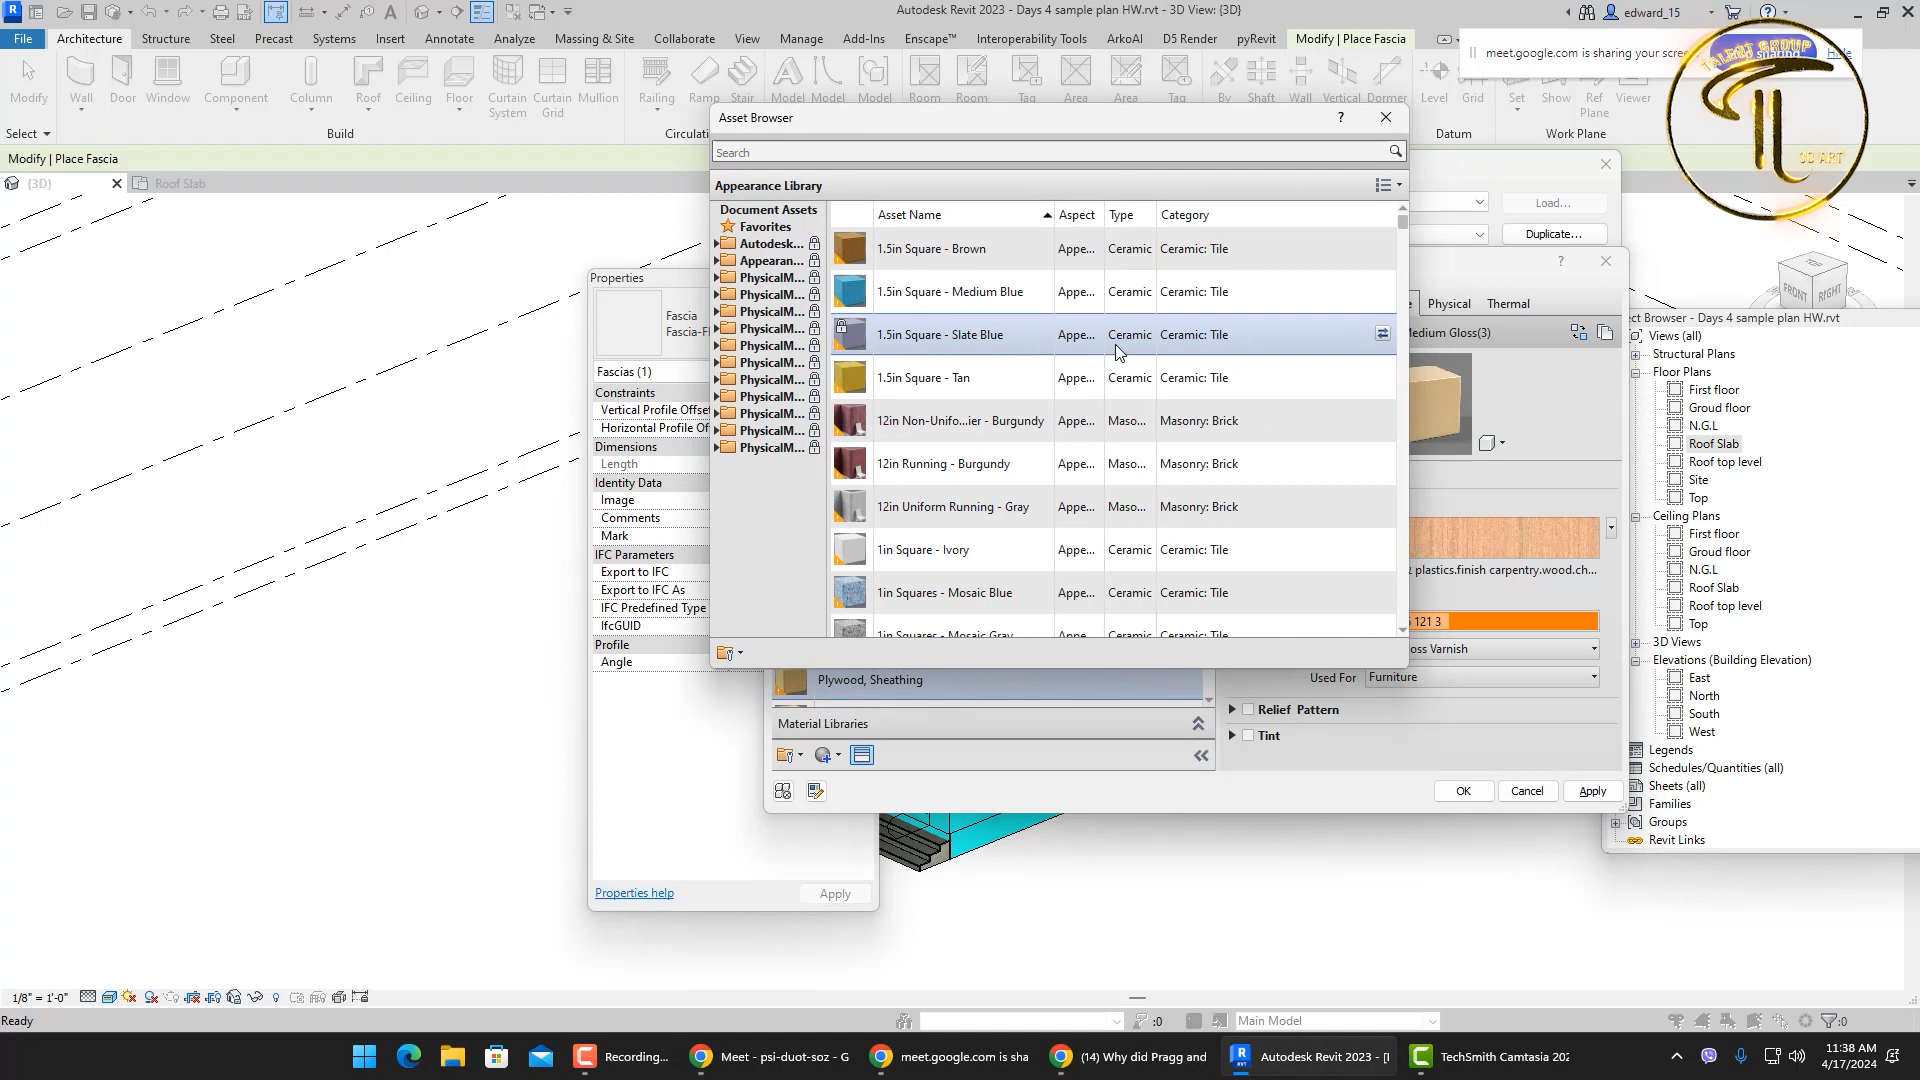 Autodesk Revit 2023 - Days 4 sample plan HW.rvt - 3D View: {3D}
edward_15
File Architecture Structure Steel Precast Systems Insert Annotate Analyze Massing & Site Collaborate View Manage Add-Ins Enscape™ Interoperability Tools ArkoAI D5 Render pyRevit Modify | Place Fascia
meet.google.com is sharing your scree
Hide
TALENT GROUP
3D ART
Modify Wall Door Window Component Column Roof Ceiling Floor Curtain System Curtain Grid Mullion Railing Ramp Stair Model Model Model Room Room Tag Area Area Tag By Shaft Wall Vertical Dormer Level Grid Set Show Ref Plane Viewer
Select Build Circulati Datum Work Plane
Modify | Place Fascia
{3D} Roof Slab
Asset Browser
Search
Appearance Library
Document Assets
Favorites
Autodesk...
Appearan...
PhysicalM...
PhysicalM...
PhysicalM...
PhysicalM...
PhysicalM...
PhysicalM...
PhysicalM...
PhysicalM...
PhysicalM...
PhysicalM...
PhysicalM...
Asset Name Aspect Type Category
1.5in Square - Brown Appe... Ceramic Ceramic: Tile
1.5in Square - Medium Blue Appe... Ceramic Ceramic: Tile
1.5in Square - Slate Blue Appe... Ceramic Ceramic: Tile
1.5in Square - Tan Appe... Ceramic Ceramic: Tile
12in Non-Unifo...ier - Burgundy Appe... Maso... Masonry: Brick
12in Running - Burgundy Appe... Maso... Masonry: Brick
12in Uniform Running - Gray Appe... Maso... Masonry: Brick
1in Square - Ivory Appe... Ceramic Ceramic: Tile
1in Squares - Mosaic Blue Appe... Ceramic Ceramic: Tile
1in Squares - Mosaic Gray Appe... Ceramic Ceramic: Tile
Load...
Duplicate...
Physical Thermal
Medium Gloss(3)
plastics.finish carpentry.wood.ch...
121 3
oss Varnish
Used For Furniture
Relief Pattern
Tint
Plywood, Sheathing
Material Libraries
OK Cancel Apply
Properties
Fascia
Fascia-Fl
Fascias (1)
Constraints
Vertical Profile Offset
Horizontal Profile Of
Dimensions
Length
Identity Data
Image
Comments
Mark
IFC Parameters
Export to IFC
Export to IFC As
IFC Predefined Type
IfcGUID
Profile
Angle
Properties help Apply
FRONT RIGHT
ect Browser - Days 4 sample plan HW.rvt
Views (all)
Structural Plans
Floor Plans
First floor
Groud floor
N.G.L
Roof Slab
Roof top level
Site
Top
Ceiling Plans
First floor
Groud floor
N.G.L
Roof Slab
Roof top level
Top
3D Views
Elevations (Building Elevation)
East
North
South
West
Legends
Schedules/Quantities (all)
Sheets (all)
Families
Groups
Revit Links
1/8" = 1'-0"
Ready
:0 Main Model :0
Recording... Meet - psi-duot-soz - G meet.google.com is sha (14) Why did Pragg and Autodesk Revit 2023 - [ TechSmith Camtasia 202
11:38 AM
4/17/2024